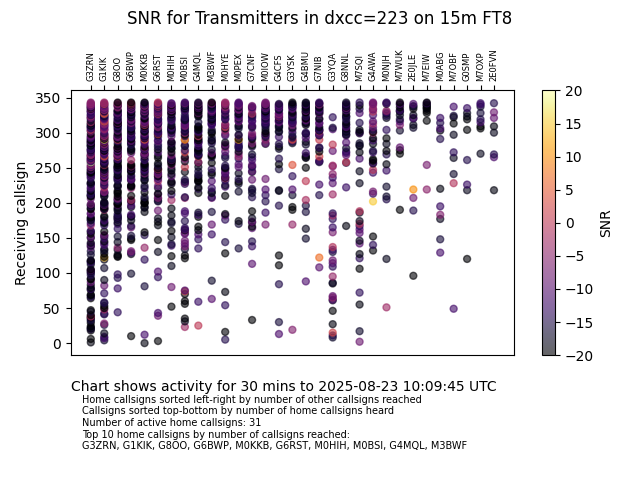 SNR for Transmitters in dxcc=223 on 15m FT8
G3ZRN G1KIK G8OO G6BWP M0KKB G6RST M0HIH M0BSI G4MQL M3BWF M0NYE M0PEX G7CNF M0IOW G4CFS G3YSK G4BMU G7NIB G3YQA G8NNL M7SQI G4AWA M0NJH M7WUK 2E0JLE M7EIW M0ABG M7OBF G0SMP M7OXP 2E0FVN
350
300
250
200
150
100
50
0
Receiving callsign
20
15
10
5
0
−5
−10
−15
−20
SNR
Chart shows activity for 30 mins to 2025-08-23 10:09:45 UTC
Home callsigns sorted left-right by number of other callsigns reached
Callsigns sorted top-bottom by number of home callsigns heard
Number of active home callsigns: 31
Top 10 home callsigns by number of callsigns reached:
G3ZRN, G1KIK, G8OO, G6BWP, M0KKB, G6RST, M0HIH, M0BSI, G4MQL, M3BWF